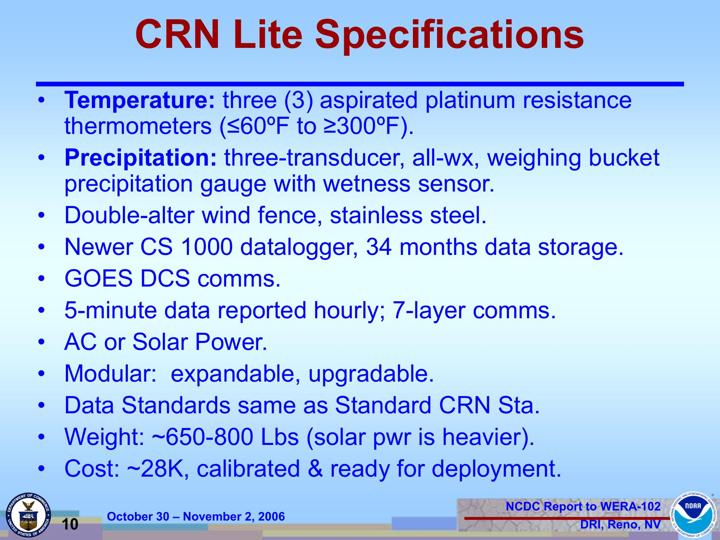 CRN Lite Specifications
• Temperature: three (3) aspirated platinum resistance
thermometers (≤60ºF to ≥300ºF).
• Precipitation: three-transducer, all-wx, weighing bucket
precipitation gauge with wetness sensor.
• Double-alter wind fence, stainless steel.
• Newer CS 1000 datalogger, 34 months data storage.
• GOES DCS comms.
• 5-minute data reported hourly; 7-layer comms.
• AC or Solar Power.
• Modular:  expandable, upgradable.
• Data Standards same as Standard CRN Sta.
• Weight: ~650-800 Lbs (solar pwr is heavier).
• Cost: ~28K, calibrated & ready for deployment.
10
October 30 – November 2, 2006
NCDC Report to WERA-102
DRI, Reno, NV
NOAA